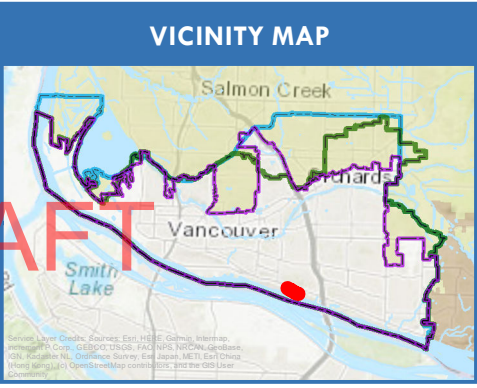 VICINITY MAP
Salmon Creek
rchards
AFT
Vancouver
Smith
Lake
Service Layer Credits: Sources: Esri, HERE, Garmin, Intermap,
increment P Corp., GEBCO, USGS, FAO, NPS, NRCAN, GeoBase,
IGN, Kadaster NL, Ordnance Survey, Esri Japan, METI, Esri China
(Hong Kong), (c) OpenStreetMap contributors, and the GIS User
Community